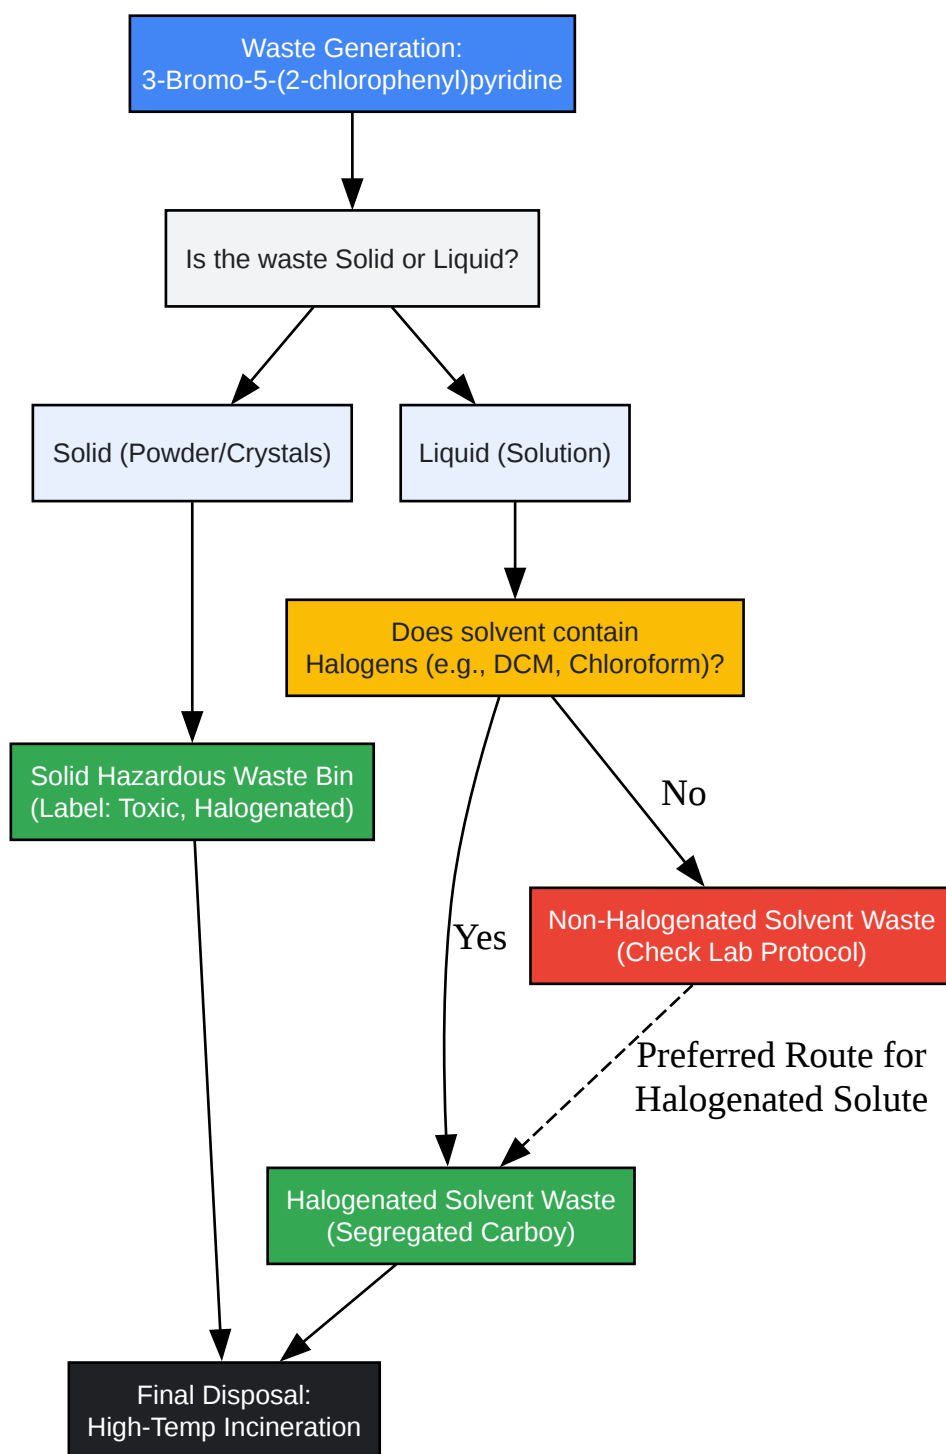 Waste Generation:
3-Bromo-5-(2-chlorophenyl)pyridine
Is the waste Solid or Liquid?
Solid (Powder/Crystals)
Liquid (Solution)
Does solvent contain
Halogens (e.g., DCM, Chloroform)?
Solid Hazardous Waste Bin
(Label: Toxic, Halogenated)
No
Yes
Non-Halogenated Solvent Waste
(Check Lab Protocol)
Preferred Route for
Halogenated Solute
Halogenated Solvent Waste
(Segregated Carboy)
Final Disposal:
High-Temp Incineration